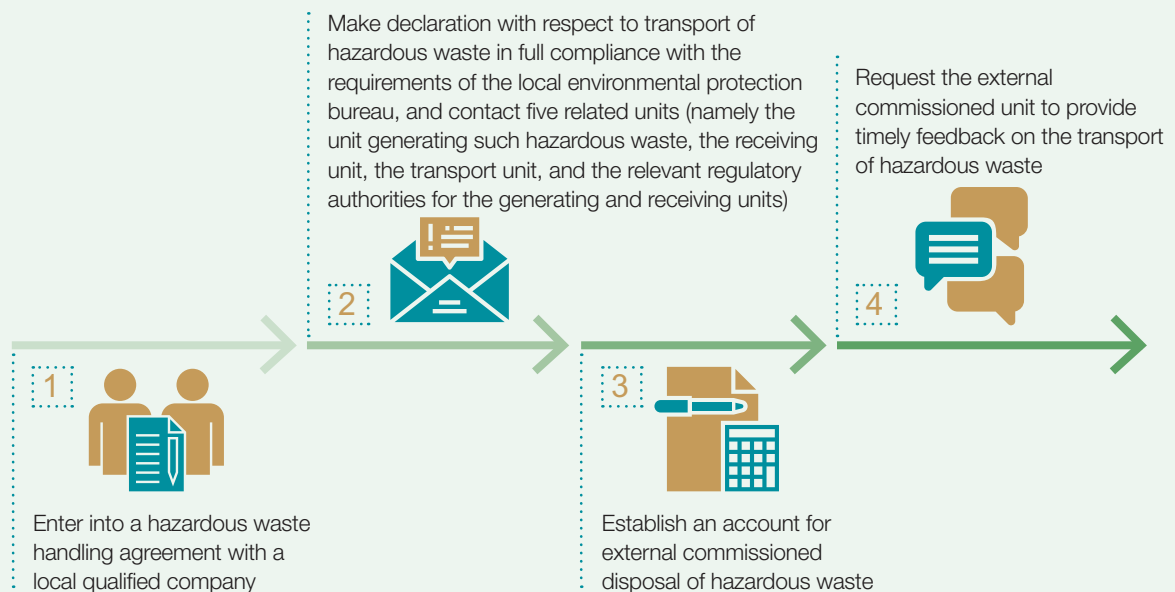 1
Enter into a hazardous waste
handling agreement with a
local qualified company
Make declaration with respect to transport of
hazardous waste in full compliance with the
requirements of the local environmental protection
bureau, and contact five related units (namely the
unit generating such hazardous waste, the receiving
unit, the transport unit, and the relevant regulatory
authorities for the generating and receiving units)
2
3
Establish an account for
external commissioned
disposal of hazardous waste
Request the external
commissioned unit to provide
timely feedback on the transport
of hazardous waste
4